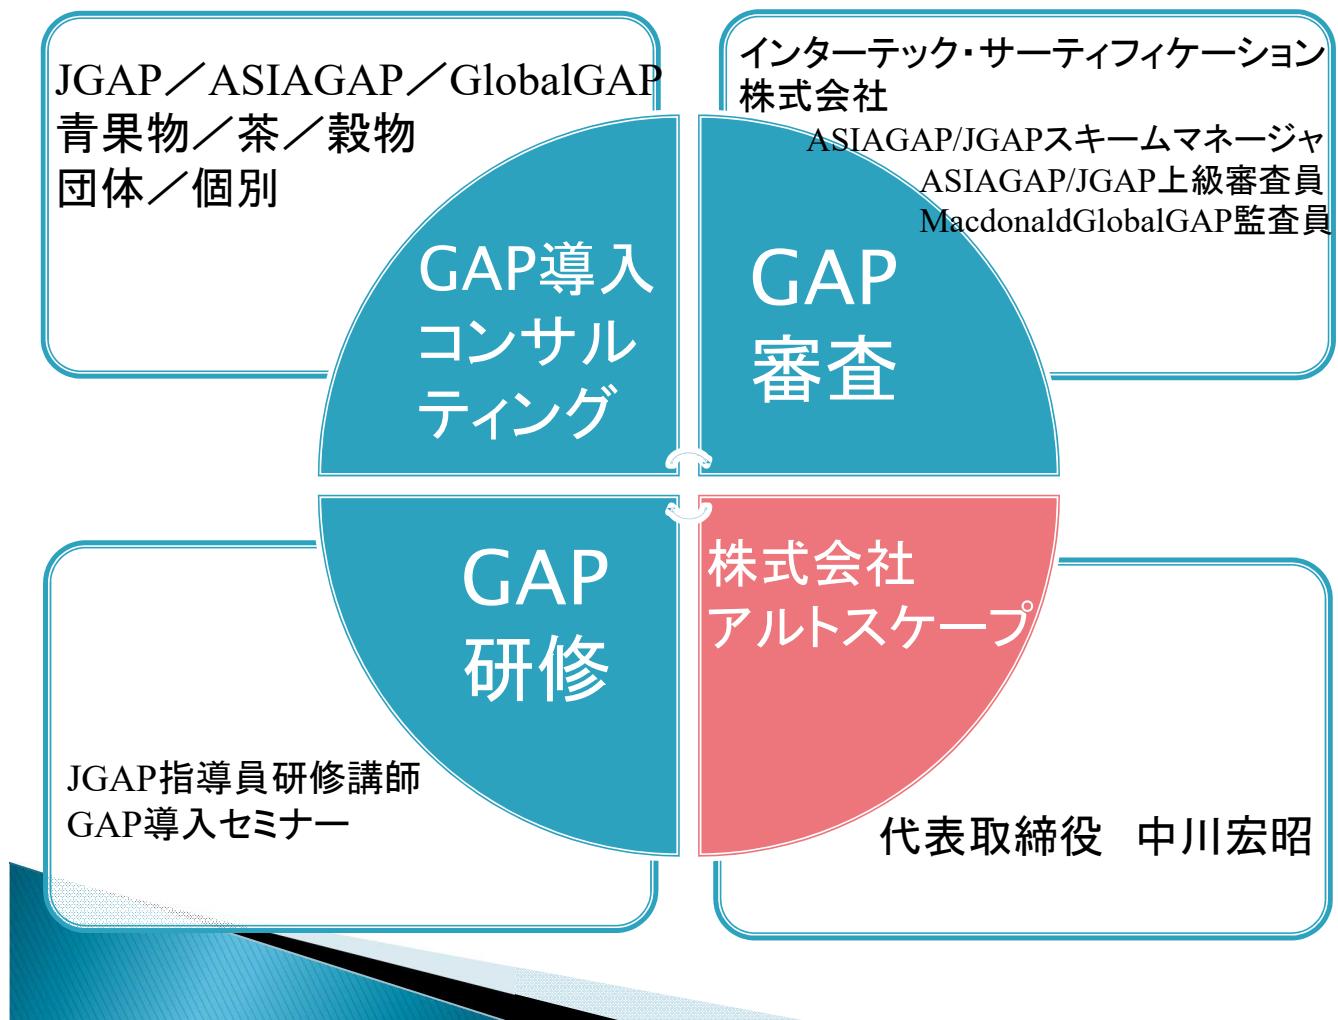 JGAP／ASIAGAP／GlobalGAP
青果物／茶／穀物
団体／個別
GAP導入
コンサル
ティング
インターテック・サーティフィケーション
株式会社
ASIAGAP/JGAPスキームマネージャ
ASIAGAP/JGAP上級審査員
MacdonaldGlobalGAP監査員
GAP
審査
GAP
研修
JGAP指導員研修講師
GAP導入セミナー
株式会社
アルトスケープ
代表取締役　中川宏昭